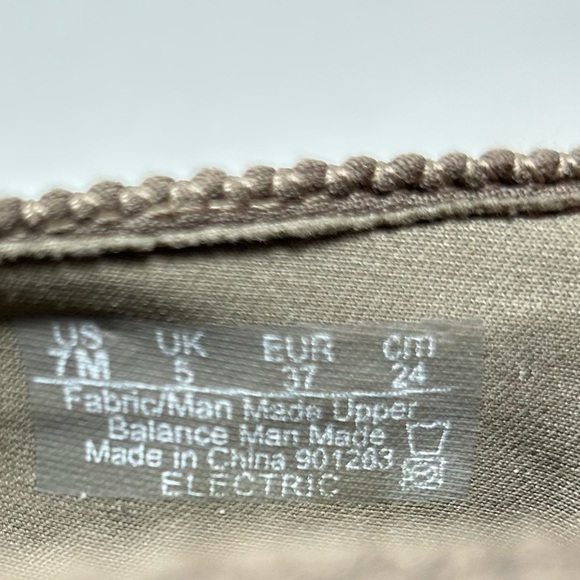 US UK EUR cm
7M 5 37 24
Fabric/Man Made Upper
Balance Man Made
Made in China 901283
ELECTRIC